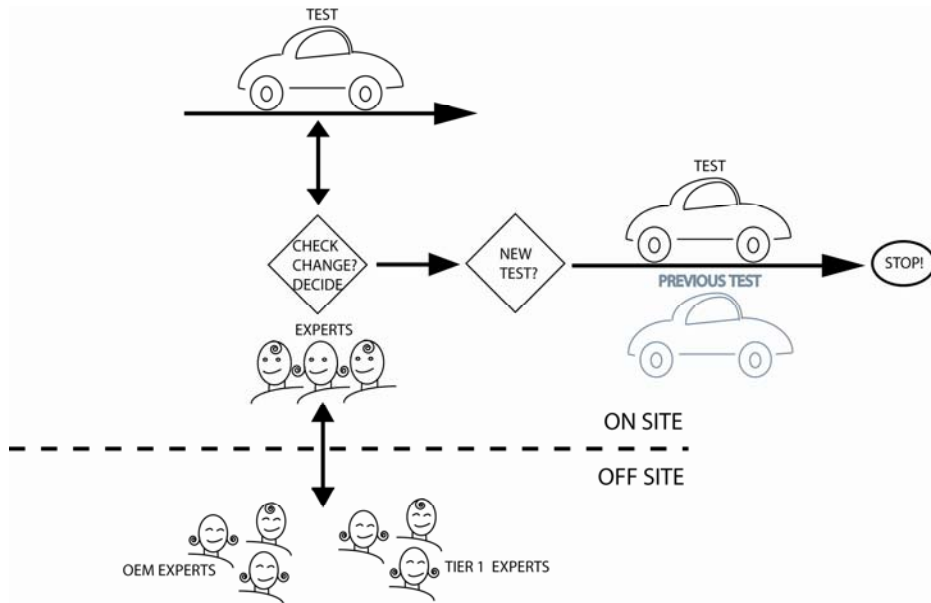 TEST
CHECK
CHANGE?
DECIDE
NEW
TEST?
TEST
STOP!
PREVIOUS TEST
EXPERTS
ON SITE
OFF SITE
OEM EXPERTS
TIER 1 EXPERTS